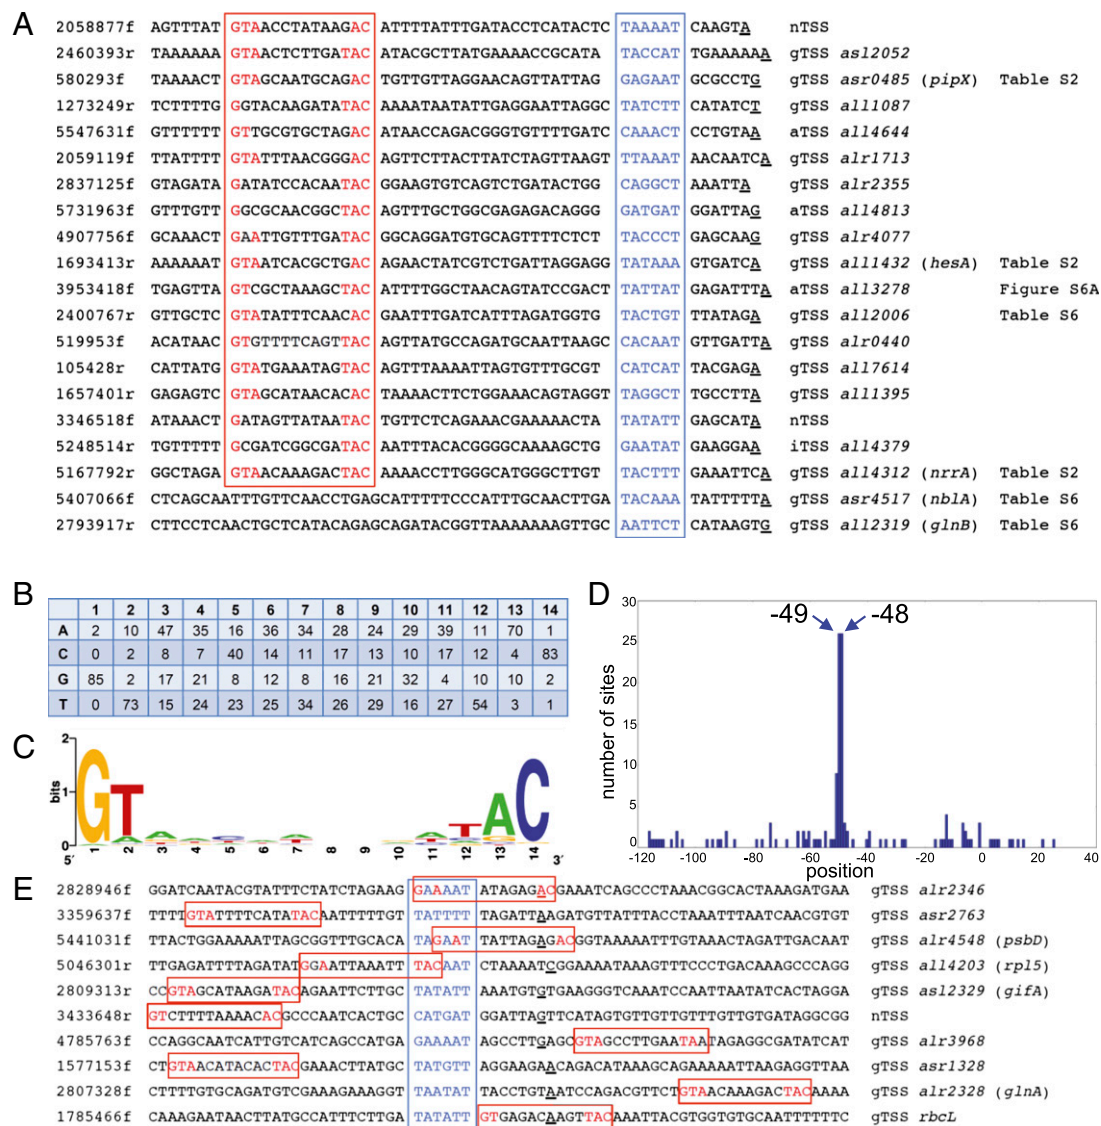 A
2058877f AGTTTAT GTAACCTATAAGAC ATTTTATTTGATACCTCATACTC TAAAAT CAAGTA nTSS
2460393r TAAAAAA GTAACTCTTGATAC ATACGCTTATGAAAACCGCATA TACCAT TGAAAAAA gTSS asl2052
580293f TAAAACT GTAGCAATGCAGAC TGTTGTTAGGAACAGTTATTAG GAGAAT GCGCCTG gTSS asr0485 (pipX) Table S2
1273249r TCTTTTG GGTACAAGATATAC AAAATAATATTGAGGAATTAGGC TATCTT CATATCT gTSS all1087
5547631f GTTTTTT GTTGCGTGCTAGAC ATAACCAGACGGGTGTTTTGATC CAAACT CCTGTAA aTSS all4644
2059119f TTATTTT GTATTTAACGGGAC AGTTCTTACTTATCTAGTTAAGT TTAAAT AACAATCA gTSS alr1713
2837125f GTAGATA GATATCCACAATAC GGAAGTGTCAGTCTGATACTGG CAGGCT AAATTA gTSS alr2355
5731963f GTTTGTT GGCGCAACGGCTAC AGTTTGCTGGCGAGAGACAGGG GATGAT GGATTAG aTSS all4813
4907756f GCAAACT GAATTGTTTGATAC GGCAGGATGTGCAGTTTTCTCT TACCCT GAGCAAG gTSS alr4077
1693413r AAAAAAT GTAATCACGCTGAC AGAACTATCGTCTGATTAGGAGG TATAAA GTGATCA gTSS all1432 (hesA) Table S2
3953418f TGAGTTA GTCGCTAAAGCTAC ATTTTGGCTAACAGTATCCGACT TATTAT GAGATTTA aTSS all3278 Figure S6A
2400767r GTTGCTC GTATATTTCAACAC GAATTTGATCATTTAGATGGTG TACTGT TTATAGA gTSS all2006 Table S6
519953f ACATAAC GTGTTTTCAGTTAC AGTTATGCCAGATGCAATTAAGC CACAAT GTTGATTA gTSS alr0440
105428r CATTATG GTATGAAATAGTAC AGTTTAAAATTAGTGTTTGCGT CATCAT TACGAGA gTSS all7614
1657401r GAGAGTC GTAGCATAACACAC TAAAACTTCTGGAAACAGTAGGT TAGGCT TGCCTTA gTSS all1395
3346518f ATAAACT GATAGTTATAATAC TGTTCTCAGAAACGAAAAACTA TATATT GAGCATA nTSS
5248514r TGTTTTT GCGATCGGCGATAC AATTTACACGGGGCAAAAGCTG GAATAT GAAGGAA iTSS all4379
5167792r GGCTAGA GTAACAAAGACTAC AAAACCTTGGGCATGGGCTTGT TACTTT GAAATTCA gTSS all4312 (nrrA) Table S2
5407066f CTCAGCAATTTGTTCAACCTGAGCATTTTTCCCATTTGCAACTTGA TACAAA TATTTTTA gTSS asr4517 (nblA) Table S6
2793917r CTTCCTCAACTGCTCATACAGAGCAGATACGGTTAAAAAAAGTTGC AATTCT CATAAGTG gTSS all2319 (glnB) Table S6
B
1 2 3 4 5 6 7 8 9 10 11 12 13 14
A 2 10 47 35 16 36 34 28 24 29 39 11 70 1
C 0 2 8 7 40 14 11 17 13 10 17 12 4 83
G 85 2 17 21 8 12 8 16 21 32 4 10 10 2
T 0 73 15 24 23 25 34 26 29 16 27 54 3 1
C
2
1
0
bits
GT TAC
5′ 1 2 3 4 5 6 7 8 9 10 11 12 13 14 3′
D
30
25
20
15
10
5
0
number of sites
-49 -48
-120 -100 -80 -60 -40 -20 0 20 40
position
E
2828946f GGATCAATACGTATTTCTATCTAGAAG GAAAAT ATAGAGACGAAATCAGCCCTAAACGGCACTAAAGATGAA gTSS alr2346
3359637f TTTTGTATTTTCATATACAATTTTTGT TATTTT TAGATTAAGATGTTATTTACCTAAATTTAATCAACGTGT gTSS asr2763
5441031f TTACTGGAAAAATTAGCGGTTTGCACA TAGAAT TATTAGAGACGGTAAAAATTTGTAAACTAGATTGACAAT gTSS alr4548 (psbD)
5046301r TTGAGATTTTAGATATGGAATTAAATT TACAAT CTAAAATCGGAAAATAAAGTTTCCCTGACAAAGCCCAGG gTSS all4203 (rpl5)
2809313r CCGTAGCATAAGATACAGAATTCTTGC TATATT AAATGTGTGAAGGGTCAAATCCAATTAATATCACTAGGA gTSS asl2329 (gifA)
3433648r GTCTTTTAAAACACGCCCAATCACTGC CATGAT GGATTAGTTCATAGTGTTGTTGTTTGTTGTGATAGGCGG nTSS
4785763f CCAGGCAATCATTGTCATCAGCCATGA GAAAAT AGCCTTGGAGCGTAGCCTTGAATAATAGAGGCGATATCAT gTSS alr3968
1577153f CTGTAACATACACTACGAAACTTATGC TATGTT AGGAAGAACAGACATAAAGCAGAAAAATTAAGAGGTTAA gTSS asr1328
2807328f CTTTTGTGCAGATGTCGAAAGAAAGGT TAATAT TACCTGTAATCCAGACGTTCTGTAACAAAGACTACAAAA gTSS alr2328 (glnA)
1785466f CAAAGAATAACTTATGCCATTTCTTGA TATATT GTGAGACAAGTTACAAATTACGTGGTGTGCAATTTTTTC gTSS rbcL